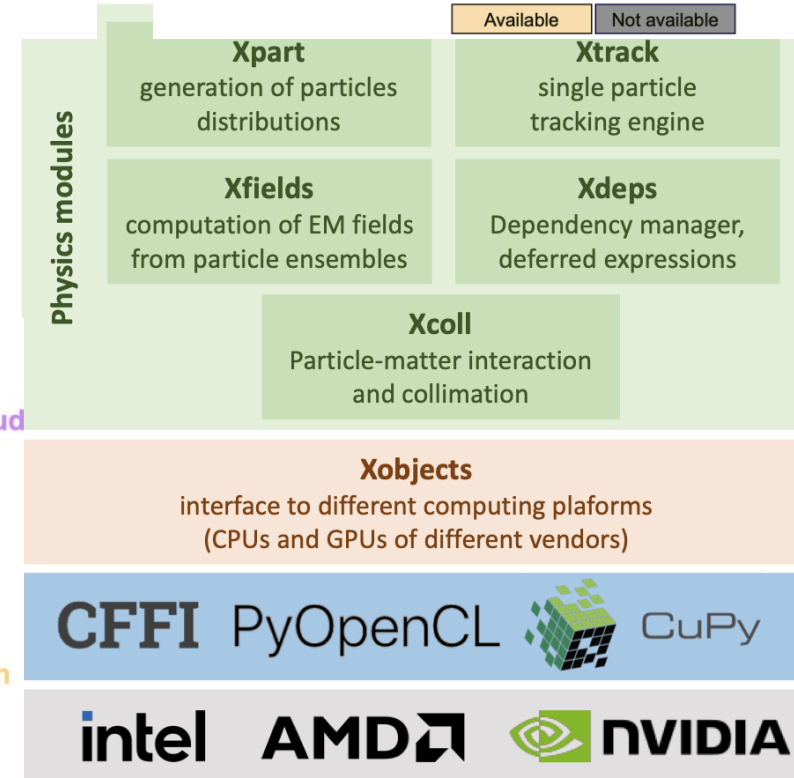 Available
Not available
Physics modules
Xpart
generation of particles
distributions
Xtrack
single particle
tracking engine
Xfields
computation of EM fields
from particle ensembles
Xdeps
Dependency manager,
deferred expressions
Xcoll
Particle-matter interaction
and collimation
ud
Xobjects
interface to different computing plaforms
(CPUs and GPUs of different vendors)
CFFI PyOpenCL CuPy
intel AMD NVIDIA